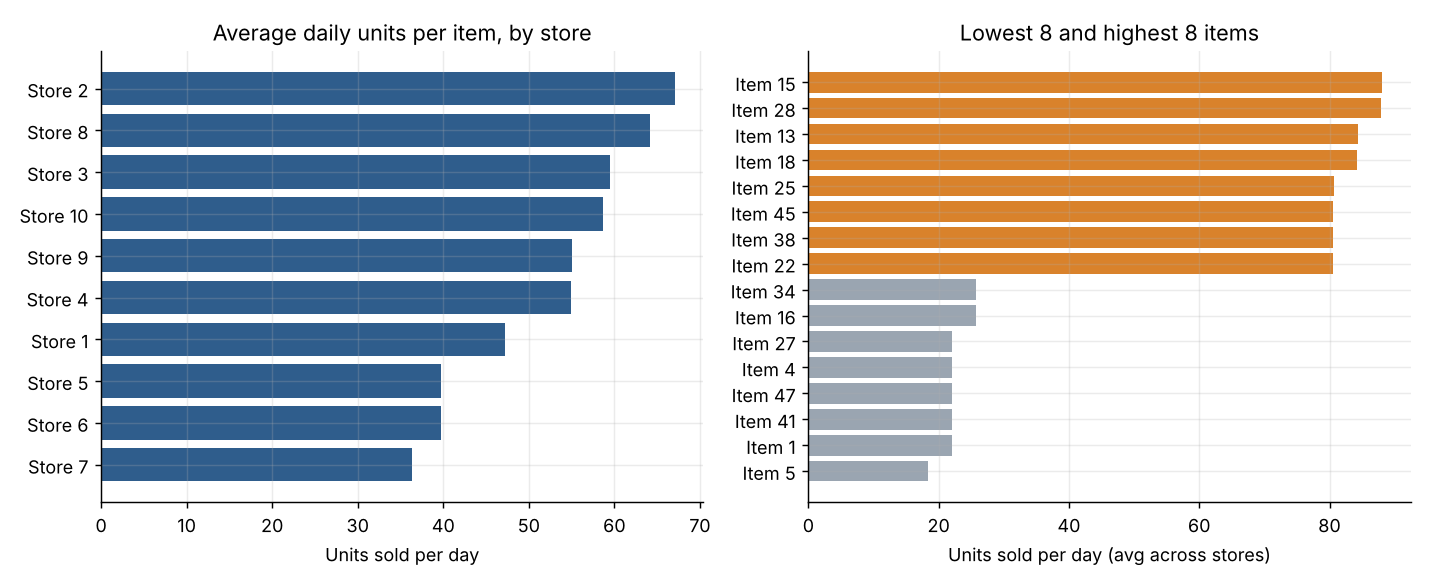 Average daily units per item, by store
Store 2
Store 8
Store 3
Store 10
Store 9
Store 4
Store 1
Store 5
Store 6
Store 7
0 10 20 30 40 50 60 70
Units sold per day
Lowest 8 and highest 8 items
Item 15
Item 28
Item 13
Item 18
Item 25
Item 45
Item 38
Item 22
Item 34
Item 16
Item 27
Item 4
Item 47
Item 41
Item 1
Item 5
0 20 40 60 80
Units sold per day (avg across stores)